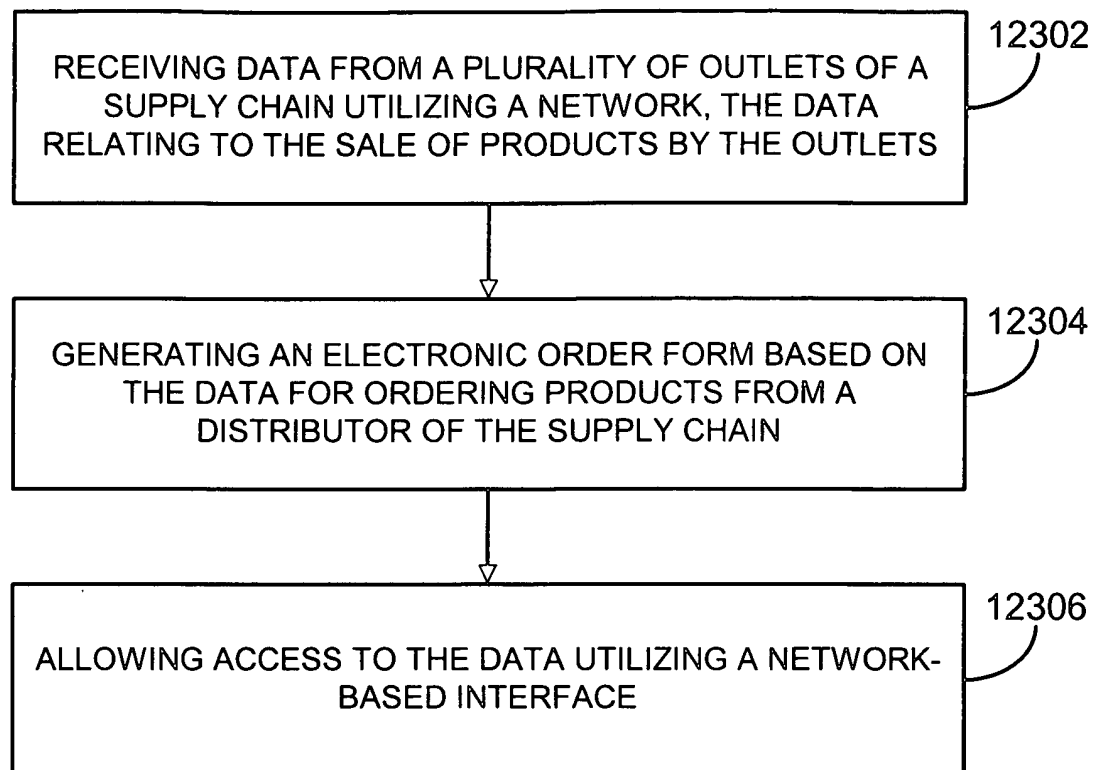 12302
RECEIVING DATA FROM A PLURALITY OF OUTLETS OF A
SUPPLY CHAIN UTILIZING A NETWORK, THE DATA
RELATING TO THE SALE OF PRODUCTS BY THE OUTLETS
12304
GENERATING AN ELECTRONIC ORDER FORM BASED ON
THE DATA FOR ORDERING PRODUCTS FROM A
DISTRIBUTOR OF THE SUPPLY CHAIN
12306
ALLOWING ACCESS TO THE DATA UTILIZING A NETWORK-
BASED INTERFACE